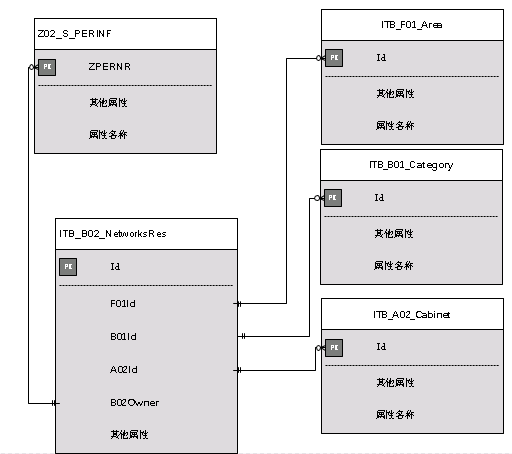 Z02_S_PERINF
PK ZPERNR
其他属性
属性名称
ITB_F01_Area
PK Id
其他属性
属性名称
ITB_B01_Category
PK Id
其他属性
属性名称
ITB_B02_NetworksRes
PK Id
F01Id
B01Id
A02Id
B02Owner
其他属性
ITB_A02_Cabinet
PK Id
其他属性
属性名称